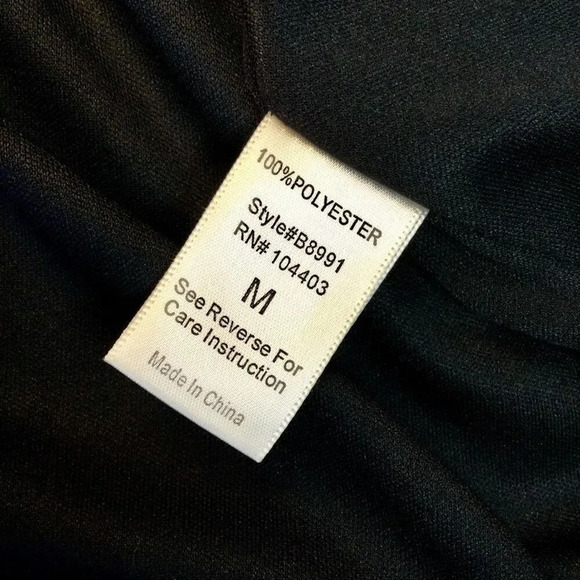 100%POLYESTER
Style#B8991
RN# 104403
M
See Reverse For
Care Instruction
Made In China